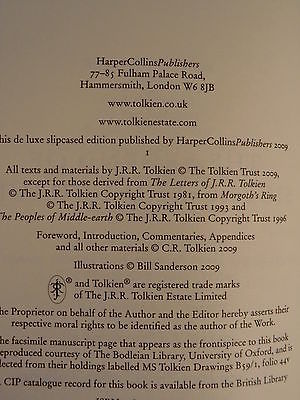 HarperCollinsPublishers
77–85 Fulham Palace Road,
Hammersmith, London W6 8JB
www.tolkien.co.uk
www.tolkienestate.com
This de luxe slipcased edition published by HarperCollinsPublishers 2009
1
All texts and materials by J.R.R. Tolkien © The Tolkien Trust 2009,
except for those derived from The Letters of J.R.R. Tolkien
© The J.R.R. Tolkien Copyright Trust 1981, from Morgoth's Ring
© The J.R.R. Tolkien Copyright Trust 1993 and
The Peoples of Middle-earth © The J.R.R. Tolkien Copyright Trust 1996
Foreword, Introduction, Commentaries, Appendices
and all other materials © C.R. Tolkien 2009
Illustrations © Bill Sanderson 2009
® and Tolkien® are registered trade marks
of The J.R.R. Tolkien Estate Limited
The Proprietor on behalf of the Author and the Editor hereby asserts their
respective moral rights to be identified as the author of the Work.
The facsimile manuscript page that appears as the frontispiece to this book
reproduced courtesy of The Bodleian Library, University of Oxford, and is
selected from their holdings labelled MS Tolkien Drawings B59/1, folio 44v
CIP catalogue record for this book is available from the British Library